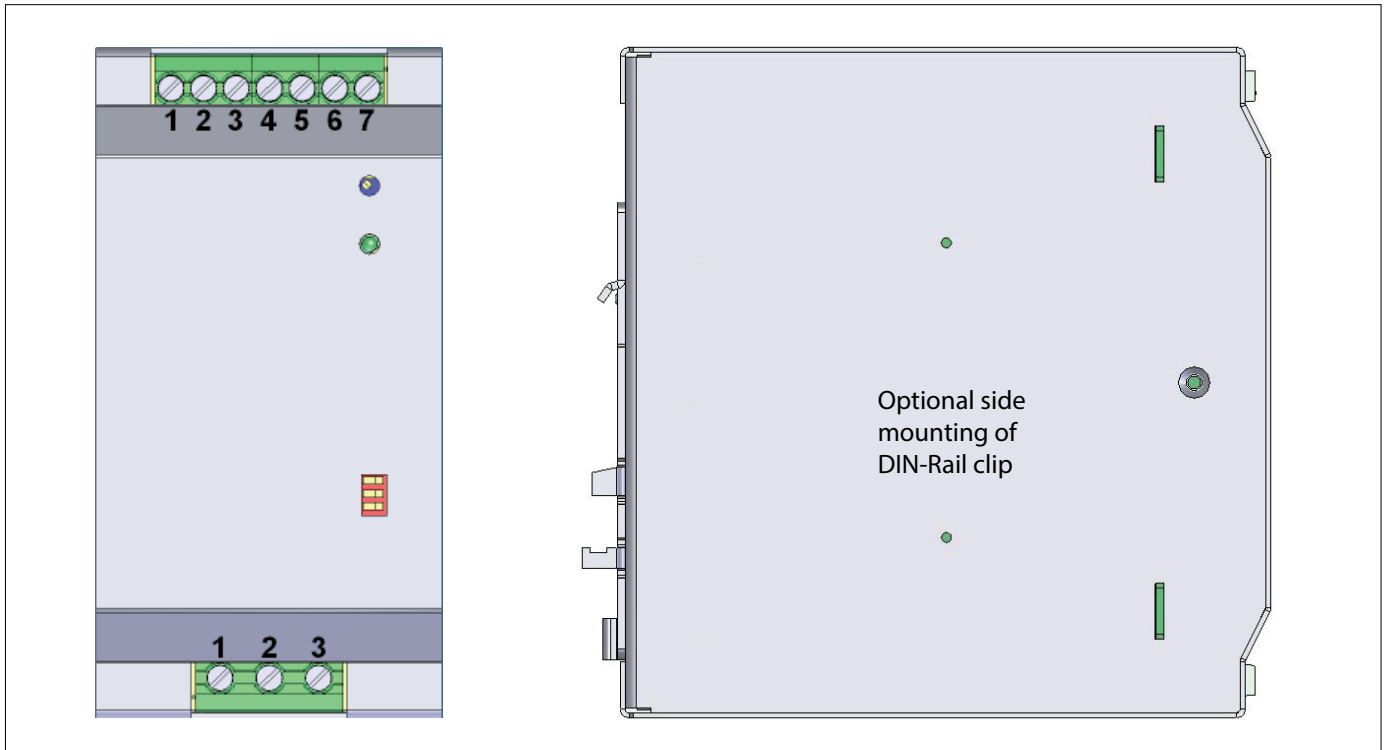 1 2 3 4 5 6 7
1 2 3
Optional side
mounting of
DIN-Rail clip